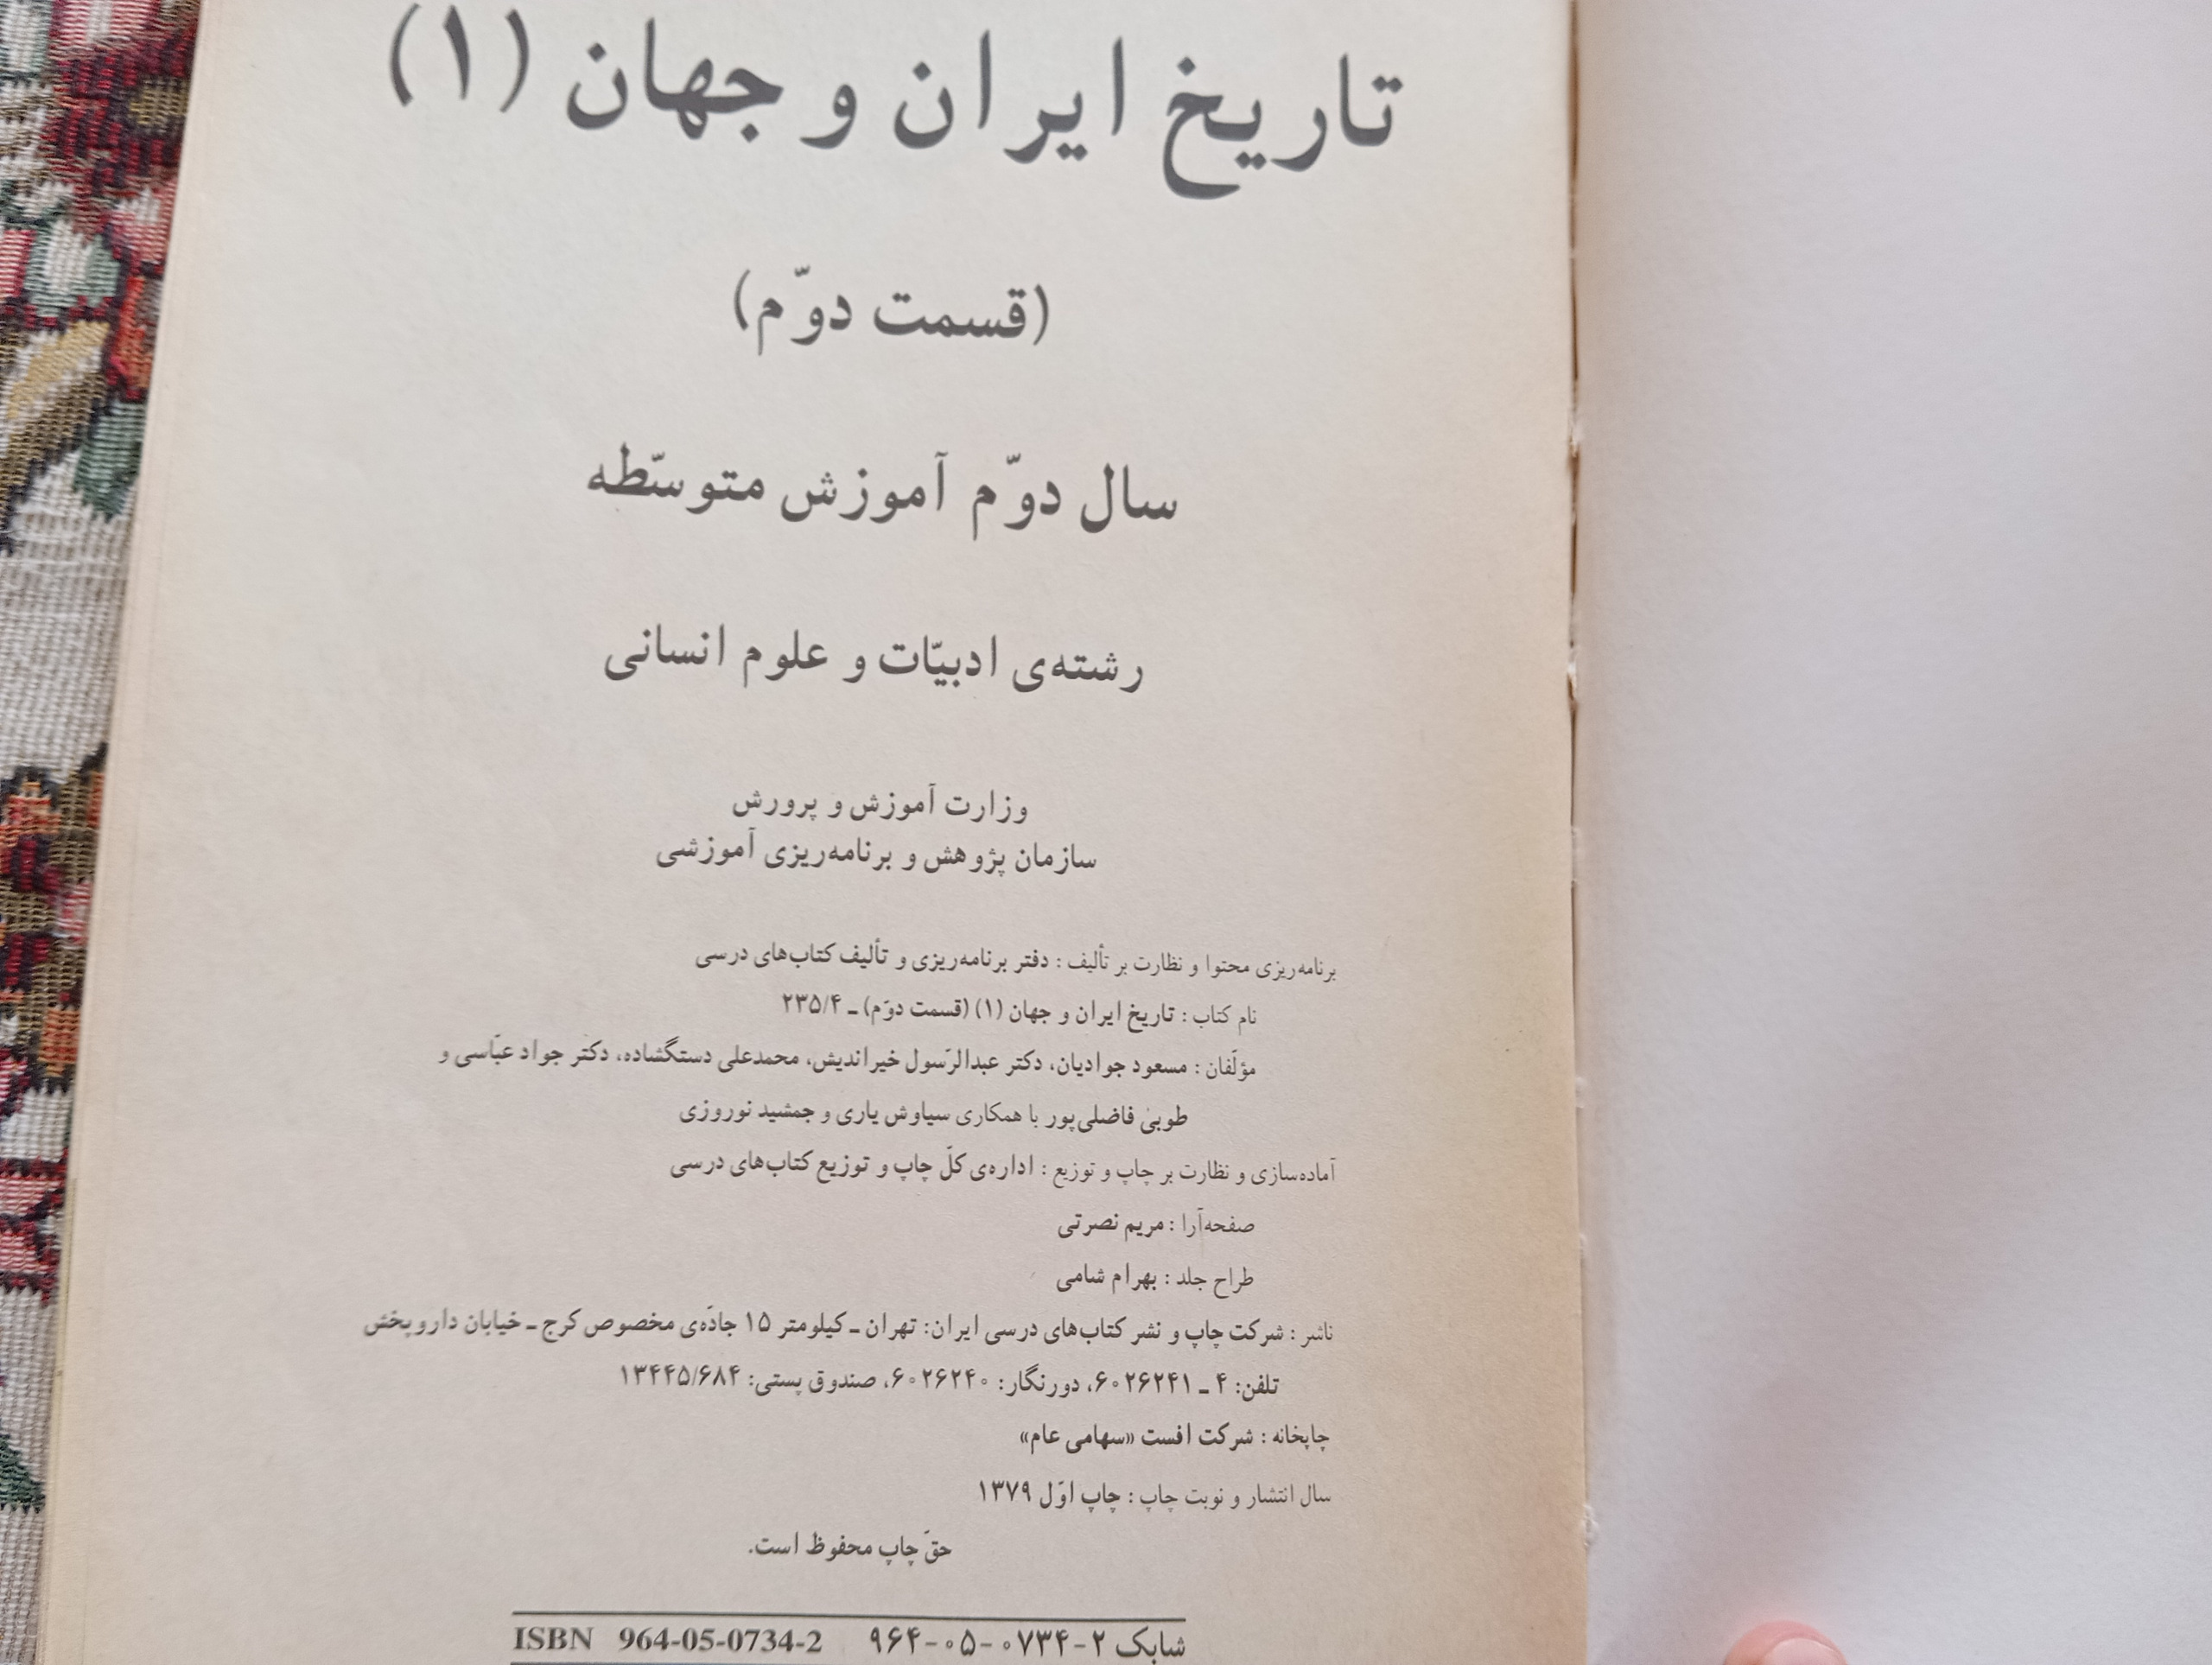 تاریخ ایران و جهان (۱)
(قسمت دوّم)
سال دوّم آموزش متوسّطه
رشته‌ی ادبیّات و علوم انسانی
وزارت آموزش و پرورش
سازمان پژوهش و برنامه‌ریزی آموزشی
برنامه‌ریزی محتوا و نظارت بر تألیف : دفتر برنامه‌ریزی و تألیف کتاب‌های درسی
نام کتاب : تاریخ ایران و جهان (۱) (قسمت دوّم) ـ ۲۳۵/۴
مؤلّفان : مسعود جوادیان، دکتر عبدالرّسول خیراندیش، محمدعلی دستگشاده، دکتر جواد عبّاسی و
طوبیٰ فاضلی‌پور با همکاری سیاوش یاری و جمشید نوروزی
آماده‌سازی و نظارت بر چاپ و توزیع : اداره‌ی کلّ چاپ و توزیع کتاب‌های درسی
صفحه‌آرا : مریم نصرتی
طراح جلد : بهرام شامی
ناشر : شرکت چاپ و نشر کتاب‌های درسی ایران: تهران ـ کیلومتر ۱۵ جادّه‌ی مخصوص کرج ـ خیابان داروپخش
تلفن: ۴ ـ ۶۰۲۶۲۴۱، دورنگار: ۶۰۲۶۲۴۰، صندوق پستی: ۱۳۴۴۵/۶۸۴
چاپخانه : شرکت افست «سهامی عام»
سال انتشار و نوبت چاپ : چاپ اوّل ۱۳۷۹
حقّ چاپ محفوظ است.
شابک ۲-۰۷۳۴-۰۵-۹۶۴ ISBN 964-05-0734-2